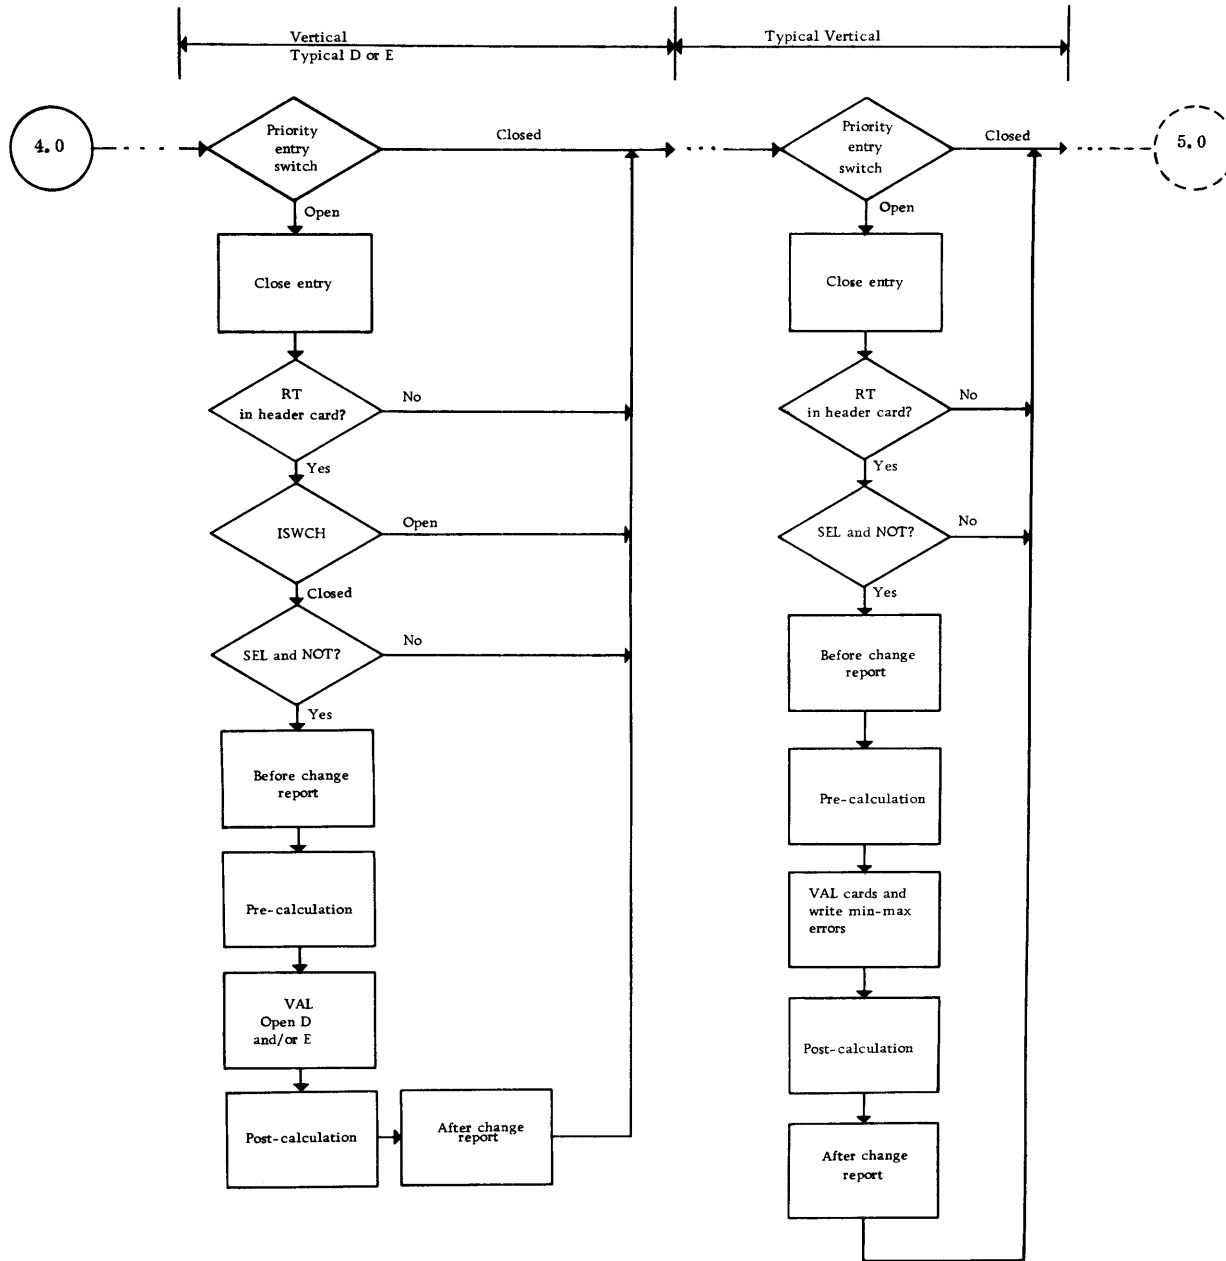 Vertical
Typical D or E
Typical Vertical
4.0
Priority
entry
switch
Closed
Open
Close entry
RT
in header card?
No
Yes
ISWCH
Open
Closed
SEL and NOT?
No
Yes
Before change
report
Pre-calculation
VAL
Open D
and/or E
Post-calculation
After change
report
Priority
entry
switch
Closed
5.0
Open
Close entry
RT
in header card?
No
Yes
SEL and NOT?
No
Yes
Before change
report
Pre-calculation
VAL cards and
write min-max
errors
Post-calculation
After change
report